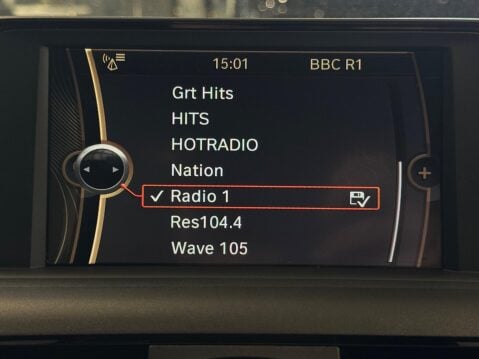 15:01 BBC R1
Grt Hits
HITS
HOTRADIO
Nation
Radio 1
Res104.4
Wave 105